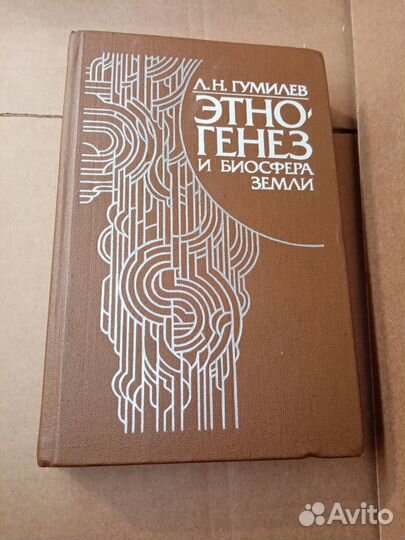 Л.Н. ГУМИЛЕВ
ЭТНО-
ГЕНЕЗ
И БИОСФЕРА
ЗЕМЛИ
Avito